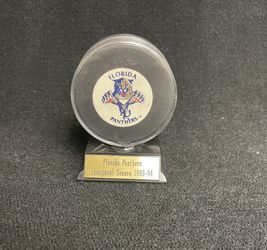 FLORIDA
PANTHERS
Florida Panthers
Inaugural Season 1993-94